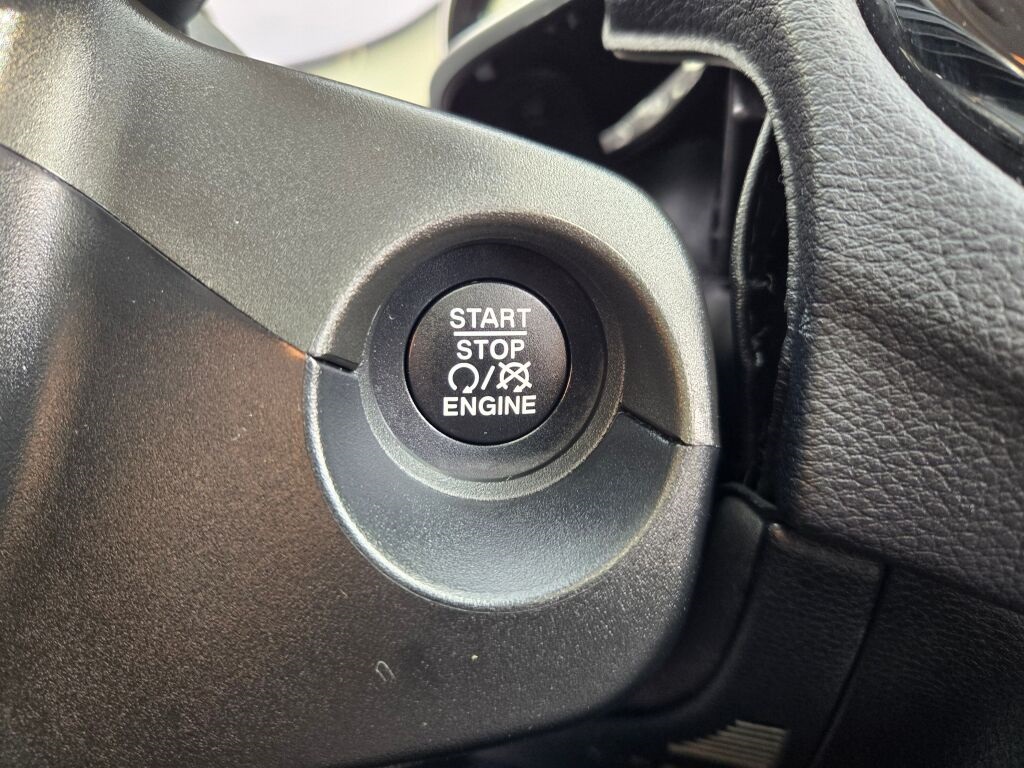 START
STOP
/
ENGINE